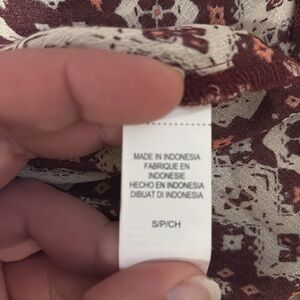 MADE IN INDONESIA
FABRIQUE EN
INDONESIE
HECHO EN INDONESIA
DIBUAT DI INDONESIA
S/P/CH